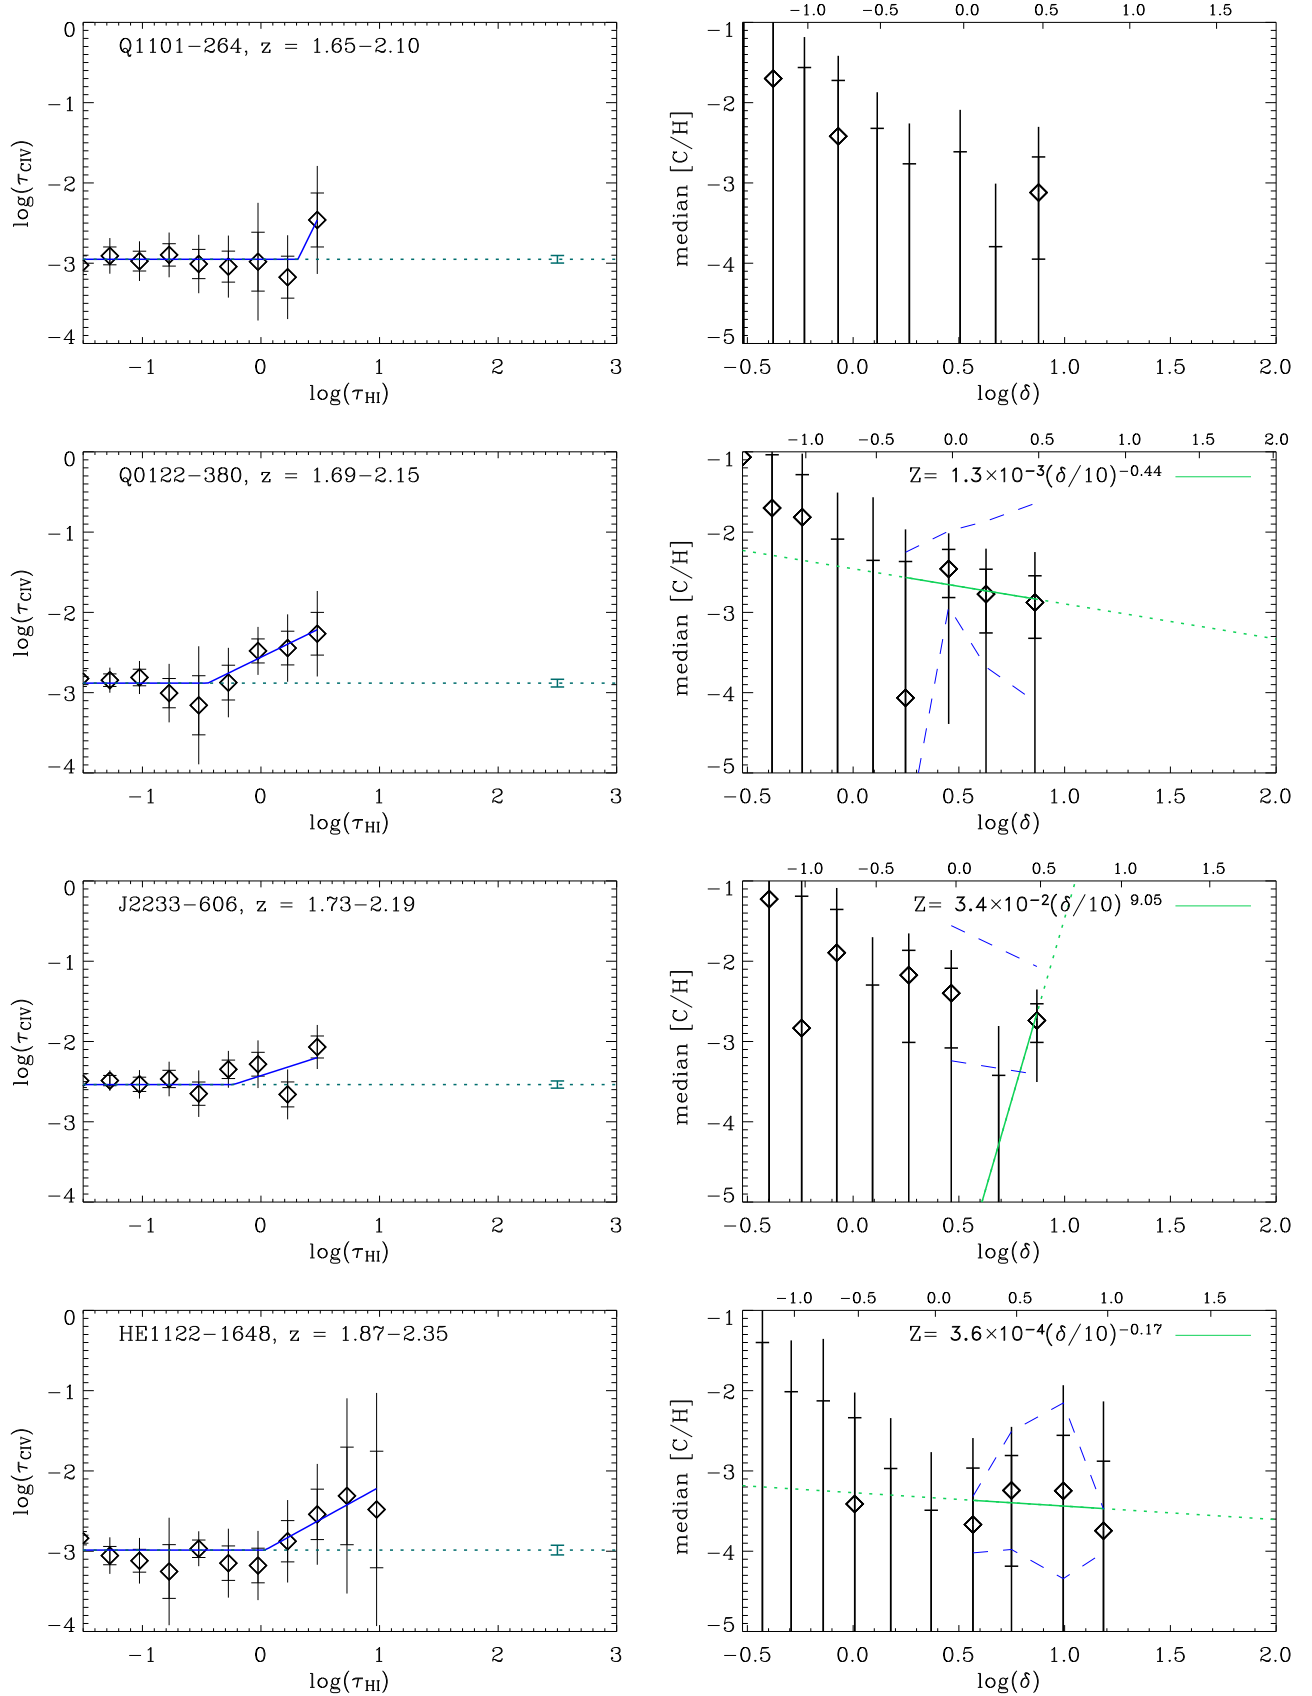 −1.0 −0.5 0.0 0.5 1.0 1.5
0 −1 −2 −3 −4
log(τCIV)
Q1101−264, z = 1.65−2.10
−1 0 1 2 3
log(τHI)
−1 −2 −3 −4 −5
median [C/H]
−0.5 0.0 0.5 1.0 1.5 2.0
log(δ)
−1.0 −0.5 0.0 0.5 1.0 1.5 2.0
0 −1 −2 −3 −4
log(τCIV)
Q0122−380, z = 1.69−2.15
−1 0 1 2 3
log(τHI)
−1 −2 −3 −4 −5
median [C/H]
Z= 1.3×10−3(δ/10)−0.44
−0.5 0.0 0.5 1.0 1.5 2.0
log(δ)
−1.0 −0.5 0.0 0.5 1.0 1.5
0 −1 −2 −3 −4
log(τCIV)
J2233−606, z = 1.73−2.19
−1 0 1 2 3
log(τHI)
−1 −2 −3 −4 −5
median [C/H]
Z= 3.4×10−2(δ/10) 9.05
−0.5 0.0 0.5 1.0 1.5 2.0
log(δ)
−1.0 −0.5 0.0 0.5 1.0 1.5
0 −1 −2 −3 −4
log(τCIV)
HE1122−1648, z = 1.87−2.35
−1 0 1 2 3
log(τHI)
−1 −2 −3 −4 −5
median [C/H]
Z= 3.6×10−4(δ/10)−0.17
−0.5 0.0 0.5 1.0 1.5 2.0
log(δ)